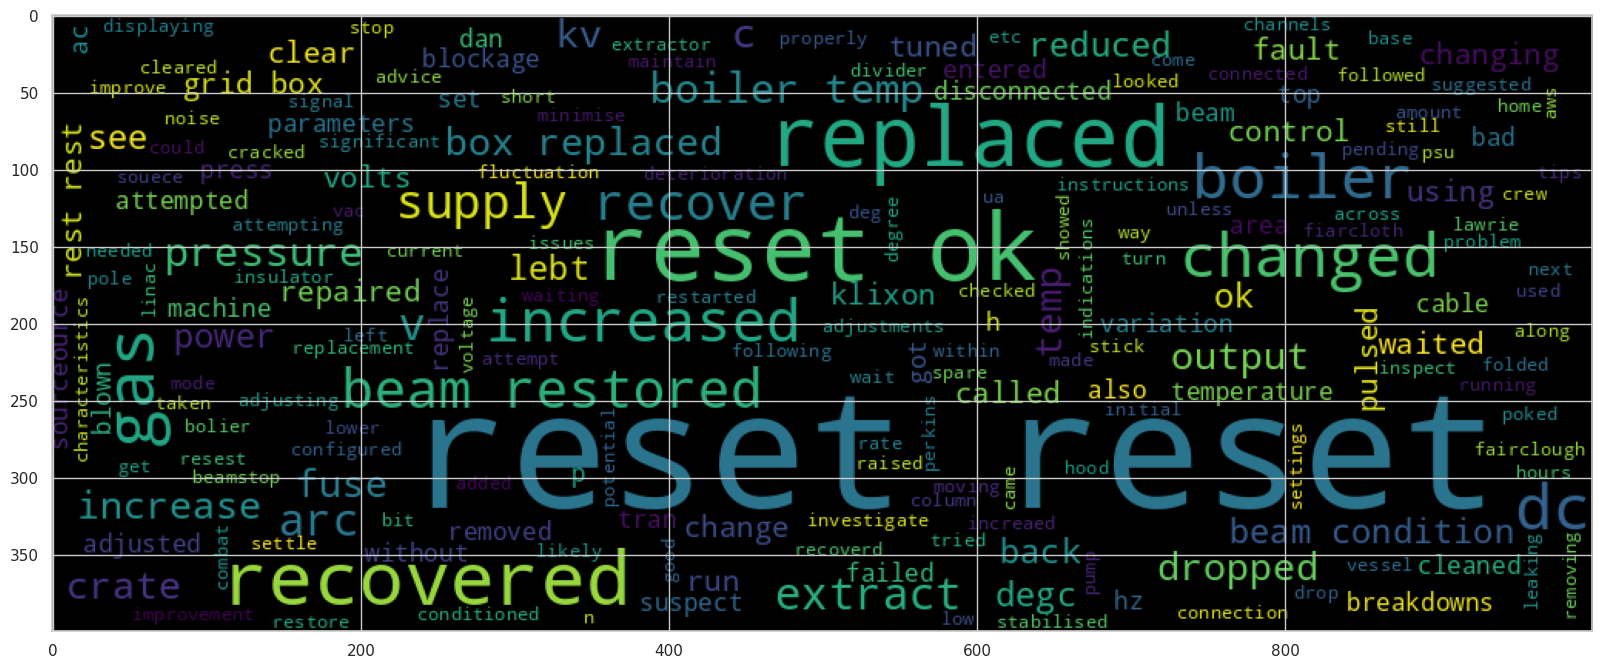 0
50
100
150
200
250
300
350
0 200 400 600 800
ac
displaying
stop
dan
kv
extractor
c
properly
tuned
etc
reduced
channels
base
clear
blockage
maintain
come
fault
changing
cleared
advice
divider
entered
looked
connected
followed
improve
grid box
boiler temp
disconnected
suggested
signal
set
short
top
home
aws
noise
parameters
minimise
replaced
beam
amount
see
significant
box replaced
control
still
bad
could
cracked
pending
psu
rest rest
souece
press
volts
fluctuation
deterioration
instructions
boiler
using
crew
tips
attempted
vac
supply
recover
deg
degree
ua
unless
across
attempting
showed
area
fiarcloth
lawrie
problem
needed
pressure
current
issues
reset ok
way
changed
pole
linac
insulator
lebt
indications
turn
next
repaired
waiting
restarted
klixon
checked
temp
ok
used
sourceource
characteristics
machine
replace
voltage
increased
cable
power
left
v
adjustments
h
variation
along
gas
replacement
attempt
following
got
within
stick
pulsed
waited
blown
mode
wait
spare
made
output
inspect
folded
taken
adjusting
beam restored
called
also
temperature
running
bolier
lower
potential
perkins
initial
poked
configured
reset reset
rate
get
resest
beamstop
raised
hood
settings
fairclough
hours
fuse
p
added
moving
came
column
increase
arc
bit
removed
tran
change
investigate
increaed
beam condition
dc
adjusted
combat
settle
without
likely
good
recoverd
tried
back
pump
leaking
removing
crate
recovered
run
failed
dropped
vessel
cleaned
suspect
extract
degc
hz
drop
breakdowns
improvement
restore
conditioned
n
low
stabilised
connection